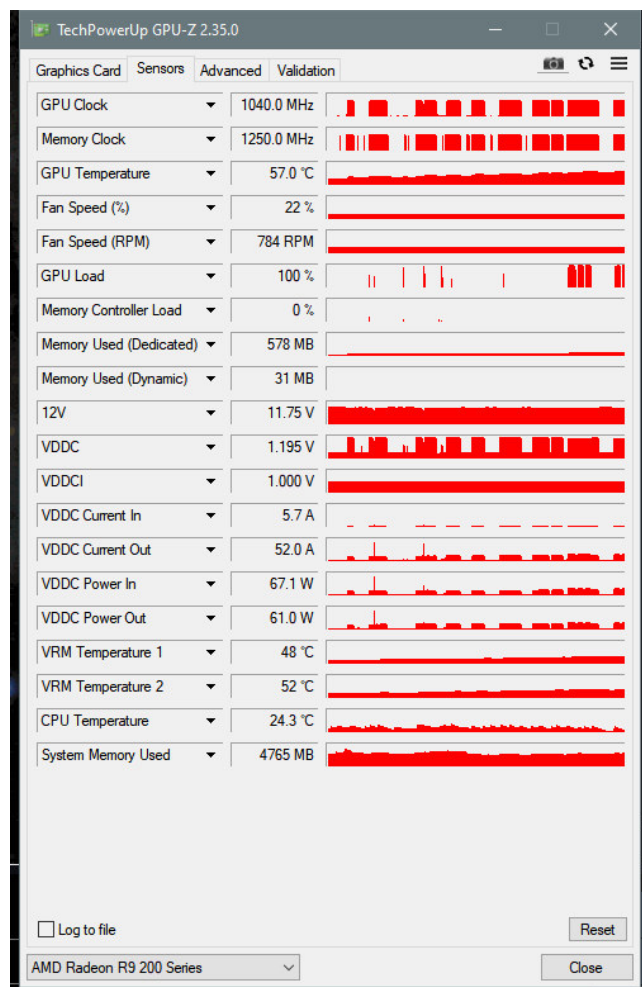 TechPowerUp GPU-Z 2.35.0
Graphics Card Sensors Advanced Validation
GPU Clock 1040.0 MHz
Memory Clock 1250.0 MHz
GPU Temperature 57.0 °C
Fan Speed (%) 22 %
Fan Speed (RPM) 784 RPM
GPU Load 100 %
Memory Controller Load 0 %
Memory Used (Dedicated) 578 MB
Memory Used (Dynamic) 31 MB
12V 11.75 V
VDDC 1.195 V
VDDCI 1.000 V
VDDC Current In 5.7 A
VDDC Current Out 52.0 A
VDDC Power In 67.1 W
VDDC Power Out 61.0 W
VRM Temperature 1 48 °C
VRM Temperature 2 52 °C
CPU Temperature 24.3 °C
System Memory Used 4765 MB
Log to file Reset
AMD Radeon R9 200 Series Close